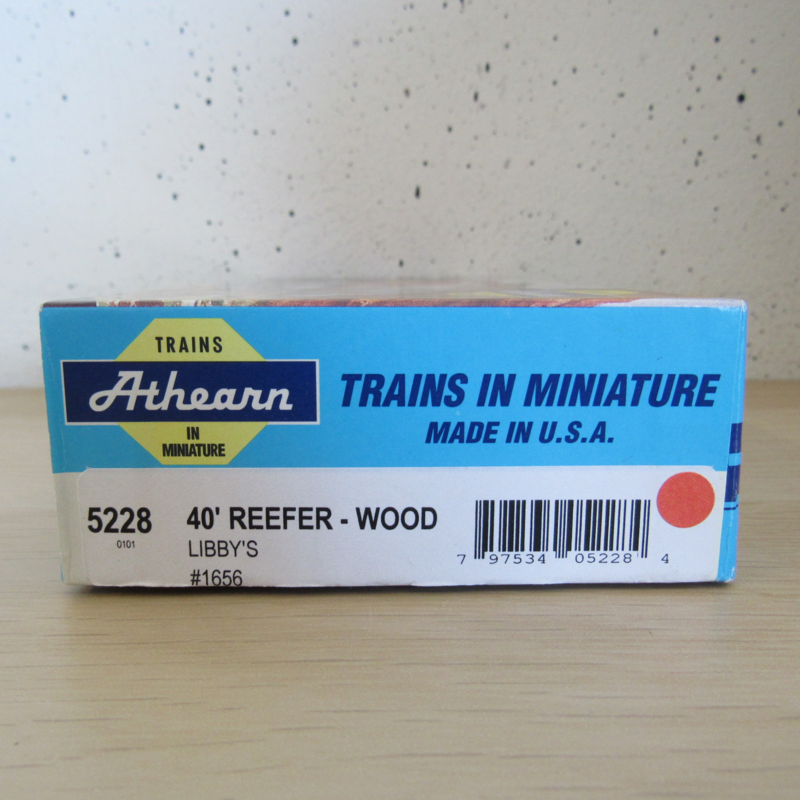 TRAINS
Athearn
IN
MINIATURE
TRAINS IN MINIATURE
MADE IN U.S.A.
5228 40' REEFER - WOOD
0101 LIBBY'S
#1656
7 97534 05228 4